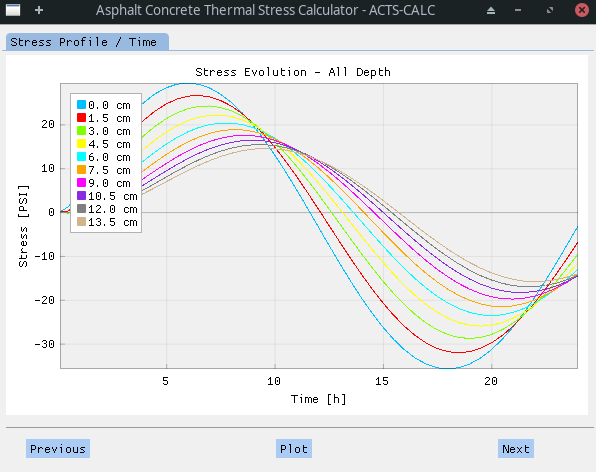 Asphalt Concrete Thermal Stress Calculator - ACTS-CALC
Stress Profile / Time
Stress Evolution - All Depth
0.0 cm
1.5 cm
3.0 cm
4.5 cm
6.0 cm
7.5 cm
9.0 cm
10.5 cm
12.0 cm
13.5 cm
20
10
0
-10
-20
-30
Stress [PSI]
5 10 15 20
Time [h]
Previous Plot Next